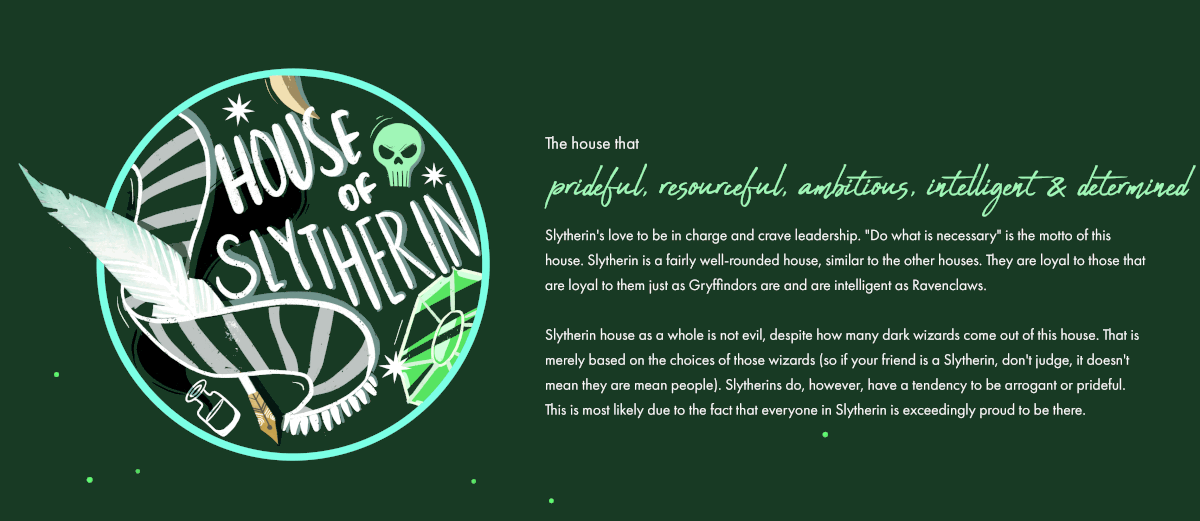 HOUSE
OF
SLYTHERIN
The house that
prideful, resourceful, ambitious, intelligent & determined
Slytherin's love to be in charge and crave leadership. "Do what is necessary" is the motto of this
house. Slytherin is a fairly well-rounded house, similar to the other houses. They are loyal to those that
are loyal to them just as Gryffindors are and are intelligent as Ravenclaws.
Slytherin house as a whole is not evil, despite how many dark wizards come out of this house. That is
merely based on the choices of those wizards (so if your friend is a Slytherin, don't judge, it doesn't
mean they are mean people). Slytherins do, however, have a tendency to be arrogant or prideful.
This is most likely due to the fact that everyone in Slytherin is exceedingly proud to be there.